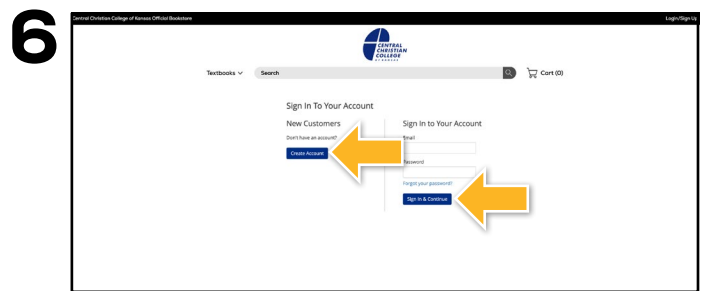 6
Central Christian College of Kansas Official Bookstore
Login/Sign Up
CENTRAL
CHRISTIAN
COLLEGE
OF KANSAS
Textbooks
Search
Cart (0)
Sign In To Your Account
New Customers
Don't have an account?
Create Account
Sign In to Your Account
Email
Password
Forgot your password?
Sign In & Continue